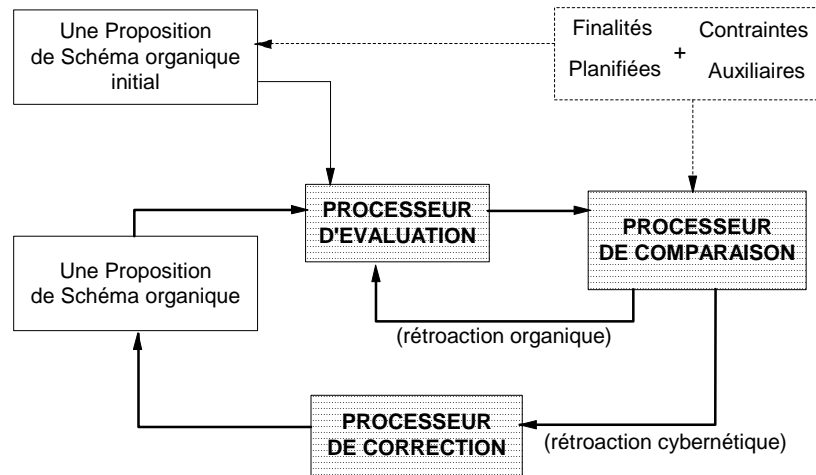 Une Proposition
de Schéma organique
initial
Finalités
Planifiées
+
Contraintes
Auxiliaires
PROCESSEUR
D'EVALUATION
PROCESSEUR
DE COMPARAISON
Une Proposition
de Schéma organique
(rétroaction organique)
PROCESSEUR
DE CORRECTION
(rétroaction cybernétique)